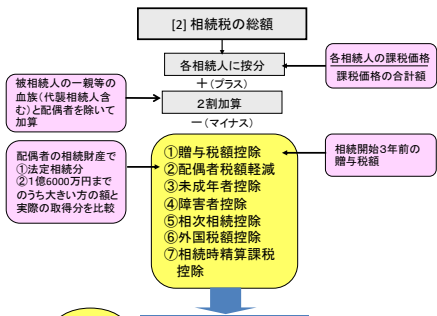 [2] 相続税の総額
各相続人に按分
各相続人の課税価格
課税価格の合計額
＋(プラス)
被相続人の一親等の
血族(代襲相続人含
む)と配偶者を除いて
加算
２割加算
－(マイナス)
配偶者の相続財産で
①法定相続分
②1億6000万円まで
のうち大きい方の額と
実際の取得分を比較
①贈与税額控除
②配偶者税額軽減
③未成年者控除
④障害者控除
⑤相次相続控除
⑥外国税額控除
⑦相続時精算課税
控除
相続開始3年前の
贈与税額